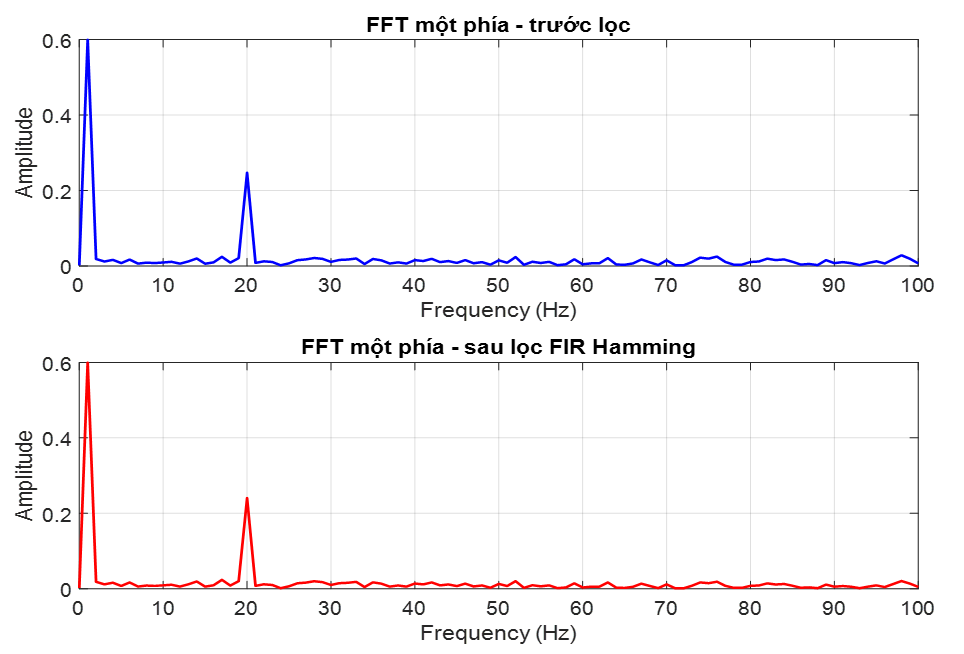 FFT một phía - trước lọc
0.6
0.4
0.2
0
Amplitude
0 10 20 30 40 50 60 70 80 90 100
Frequency (Hz)
FFT một phía - sau lọc FIR Hamming
0.6
0.4
0.2
0
Amplitude
0 10 20 30 40 50 60 70 80 90 100
Frequency (Hz)